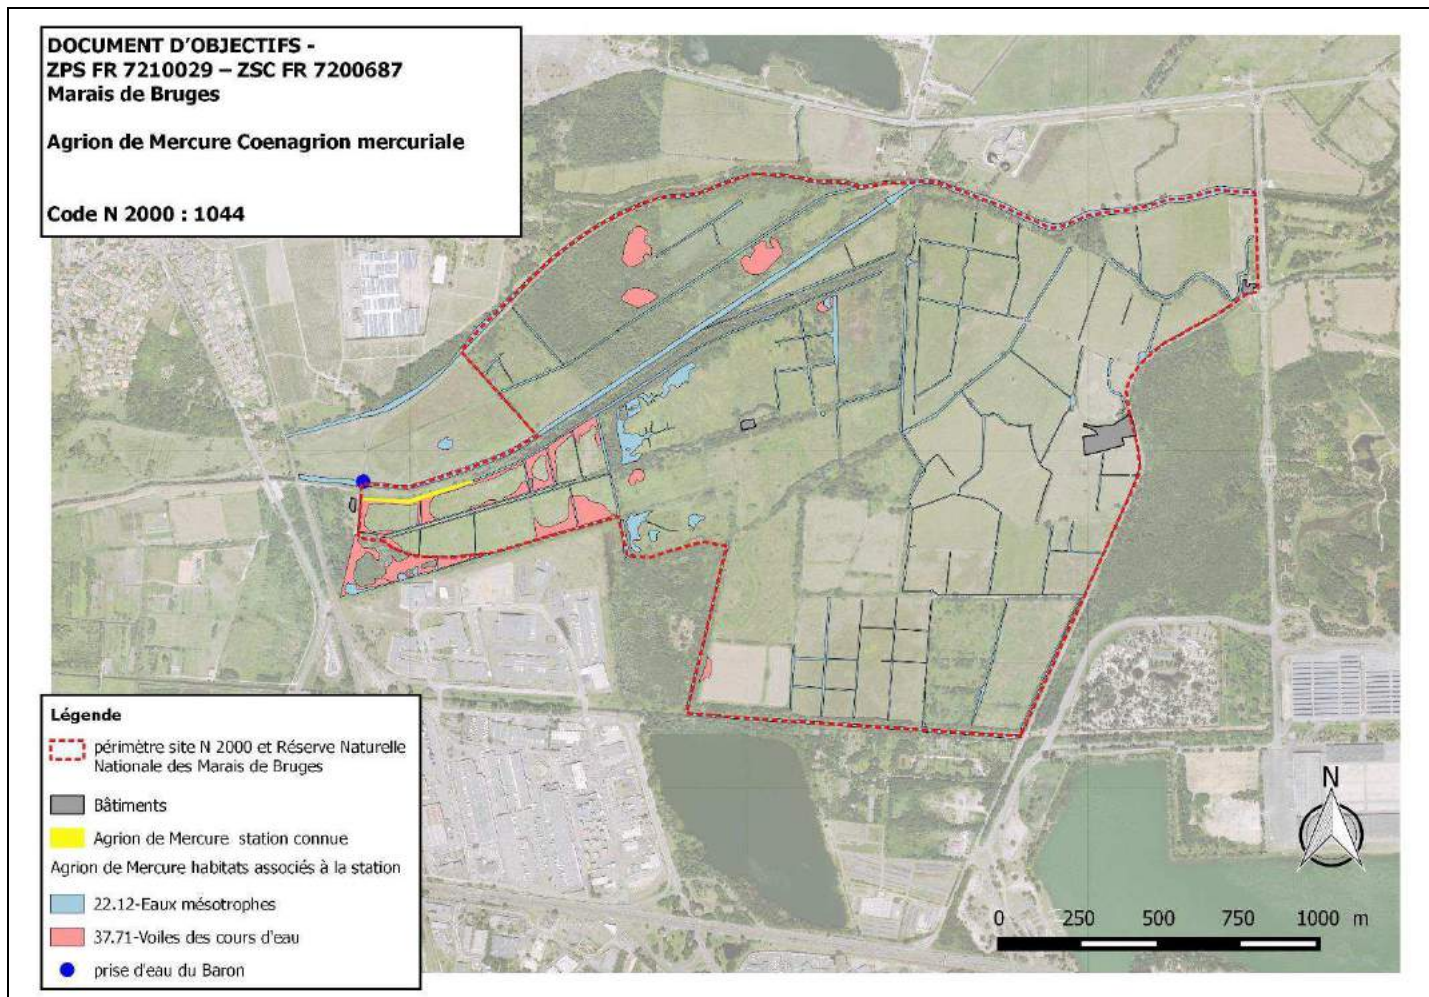 DOCUMENT D'OBJECTIFS -
ZPS FR 7210029 – ZSC FR 7200687
Marais de Bruges
Agrion de Mercure Coenagrion mercuriale
Code N 2000 : 1044
Légende
périmètre site N 2000 et Réserve Naturelle
Nationale des Marais de Bruges
Bâtiments
Agrion de Mercure station connue
Agrion de Mercure habitats associés à la station
22.12-Eaux mésotrophes
37.71-Voiles des cours d'eau
prise d'eau du Baron
N
0 250 500 750 1000 m